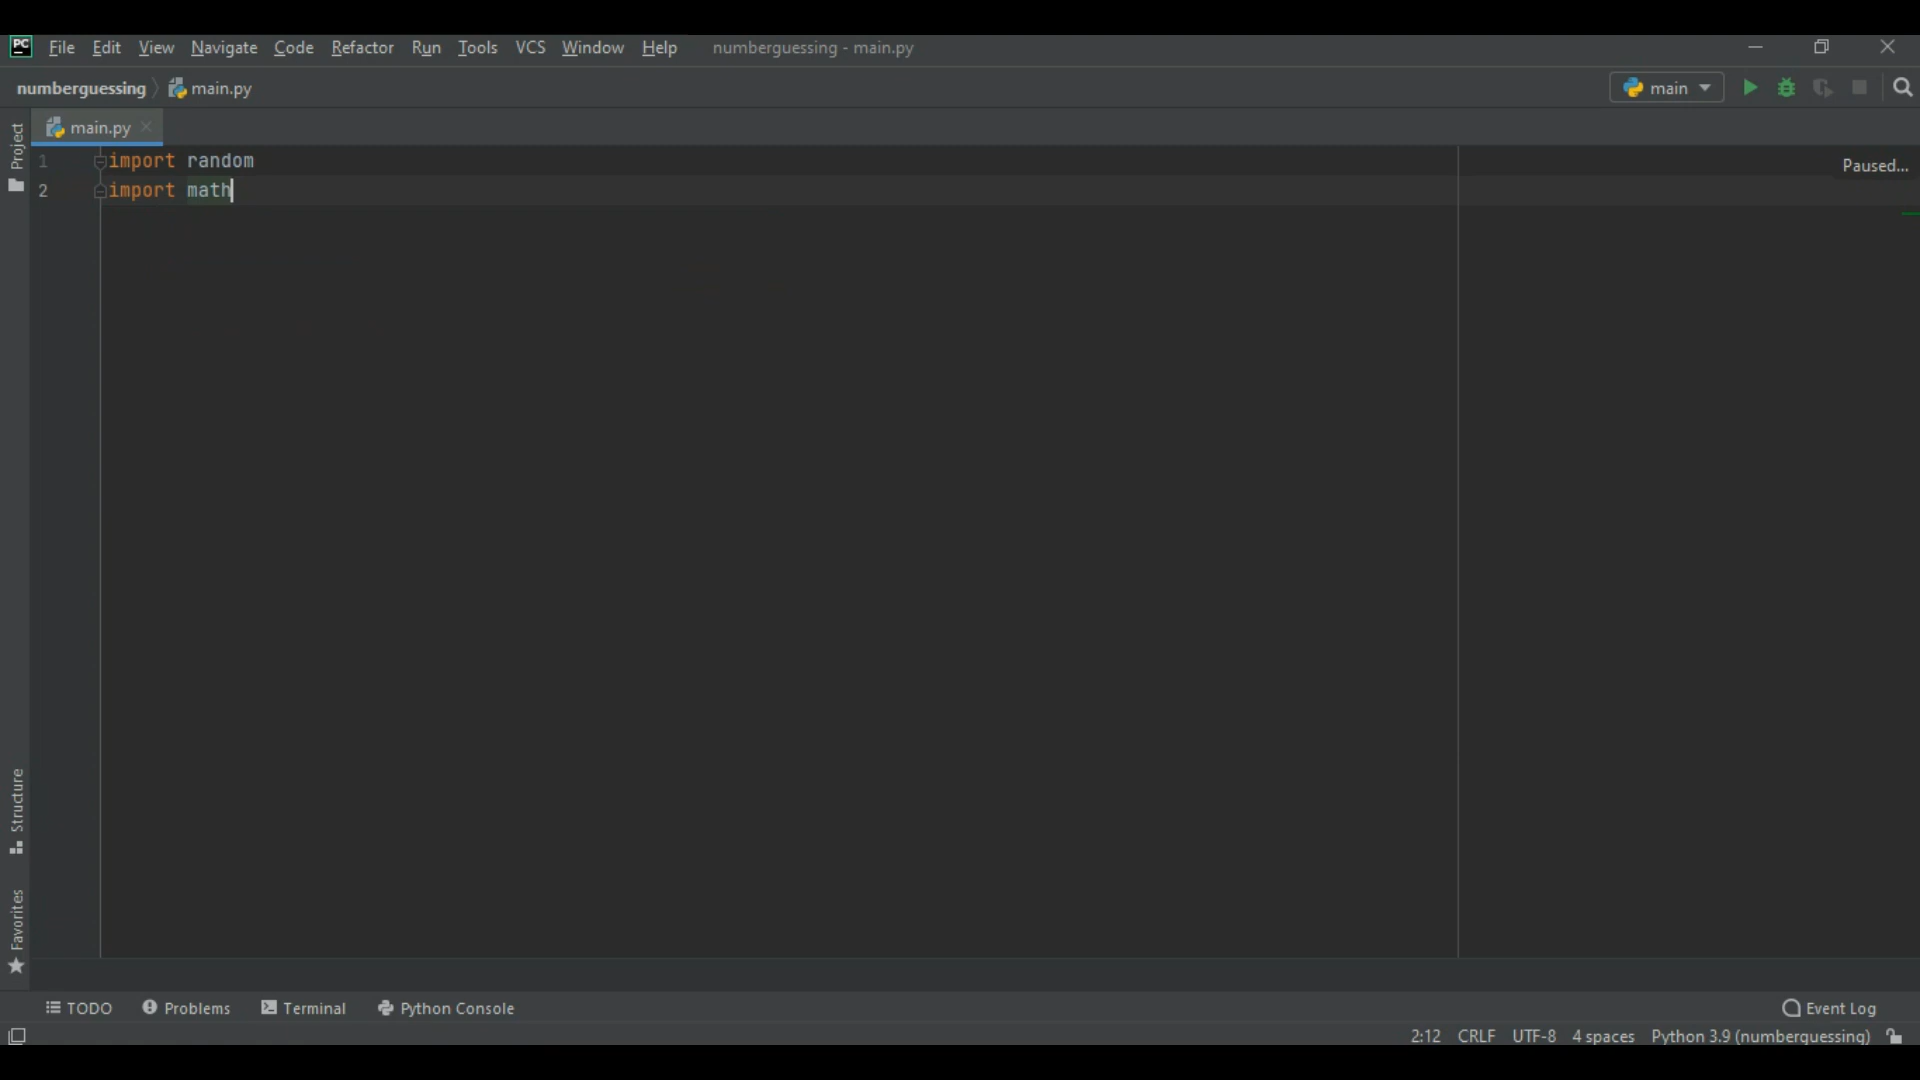 PC File Edit View Navigate Code Refactor Run Tools VCS Window Help numberguessing - main.py
numberguessing main.py main
main.py
Project
1 import random
Paused...
2 import math
Structure
Favorites
TODO Problems Terminal Python Console Event Log
2:12 CRLF UTF-8 4 spaces Python 3.9 (numberguessing)